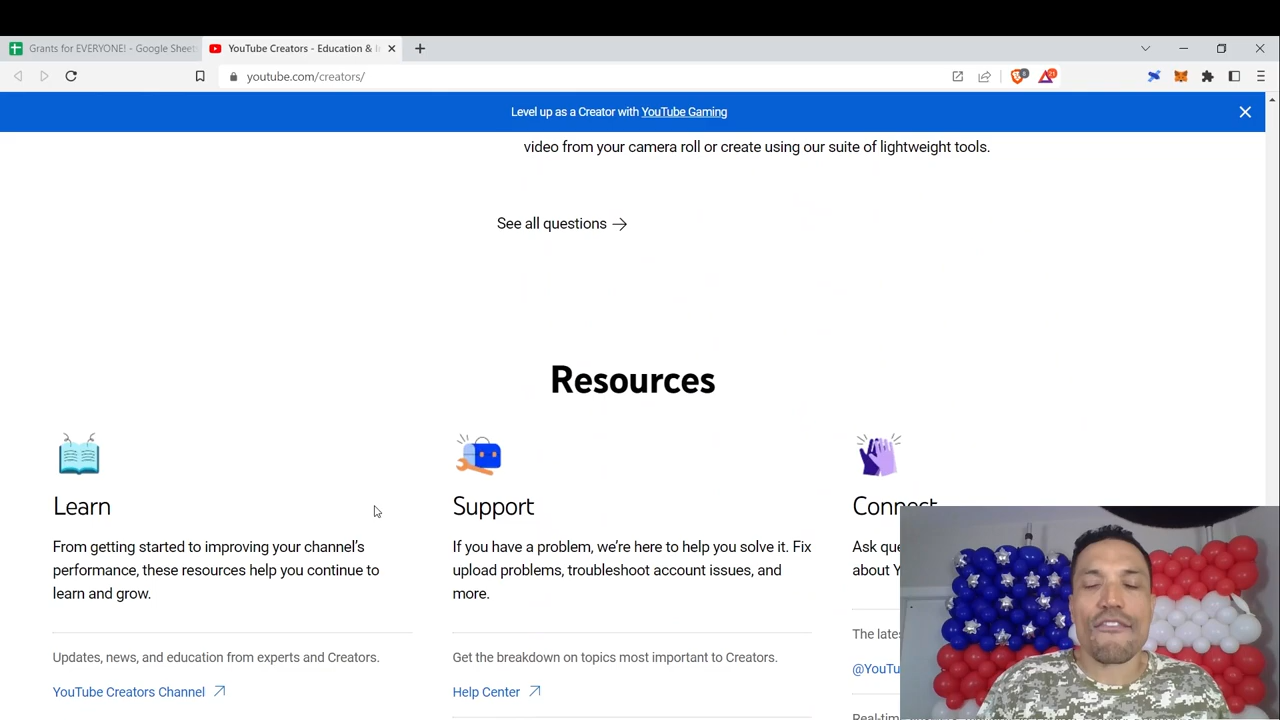 Grants for EVERYONE! - Google Sheet
YouTube Creators - Education & I
youtube.com/creators/
8
21
Level up as a Creator with YouTube Gaming
video from your camera roll or create using our suite of lightweight tools.
See all questions →
Resources
Learn
From getting started to improving your channel's
performance, these resources help you continue to
learn and grow.
Updates, news, and education from experts and Creators.
YouTube Creators Channel
Support
If you have a problem, we're here to help you solve it. Fix
upload problems, troubleshoot account issues, and
more.
Get the breakdown on topics most important to Creators.
Help Center
Connect
Ask que
about Y
The lates
@YouTu
Real-tim